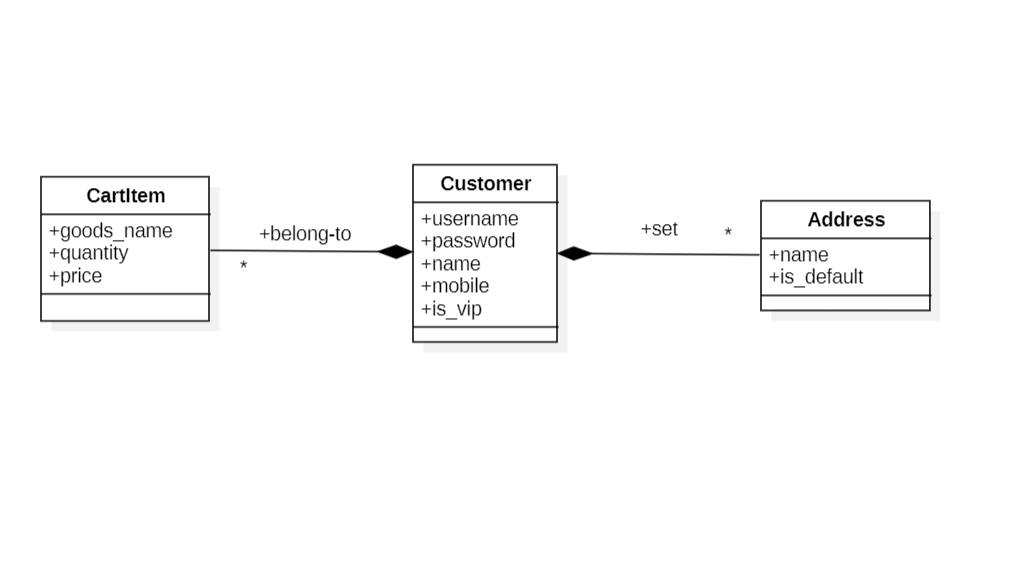 CartItem
+goods_name
+quantity
+price
+belong-to
*
Customer
+username
+password
+name
+mobile
+is_vip
+set
*
Address
+name
+is_default